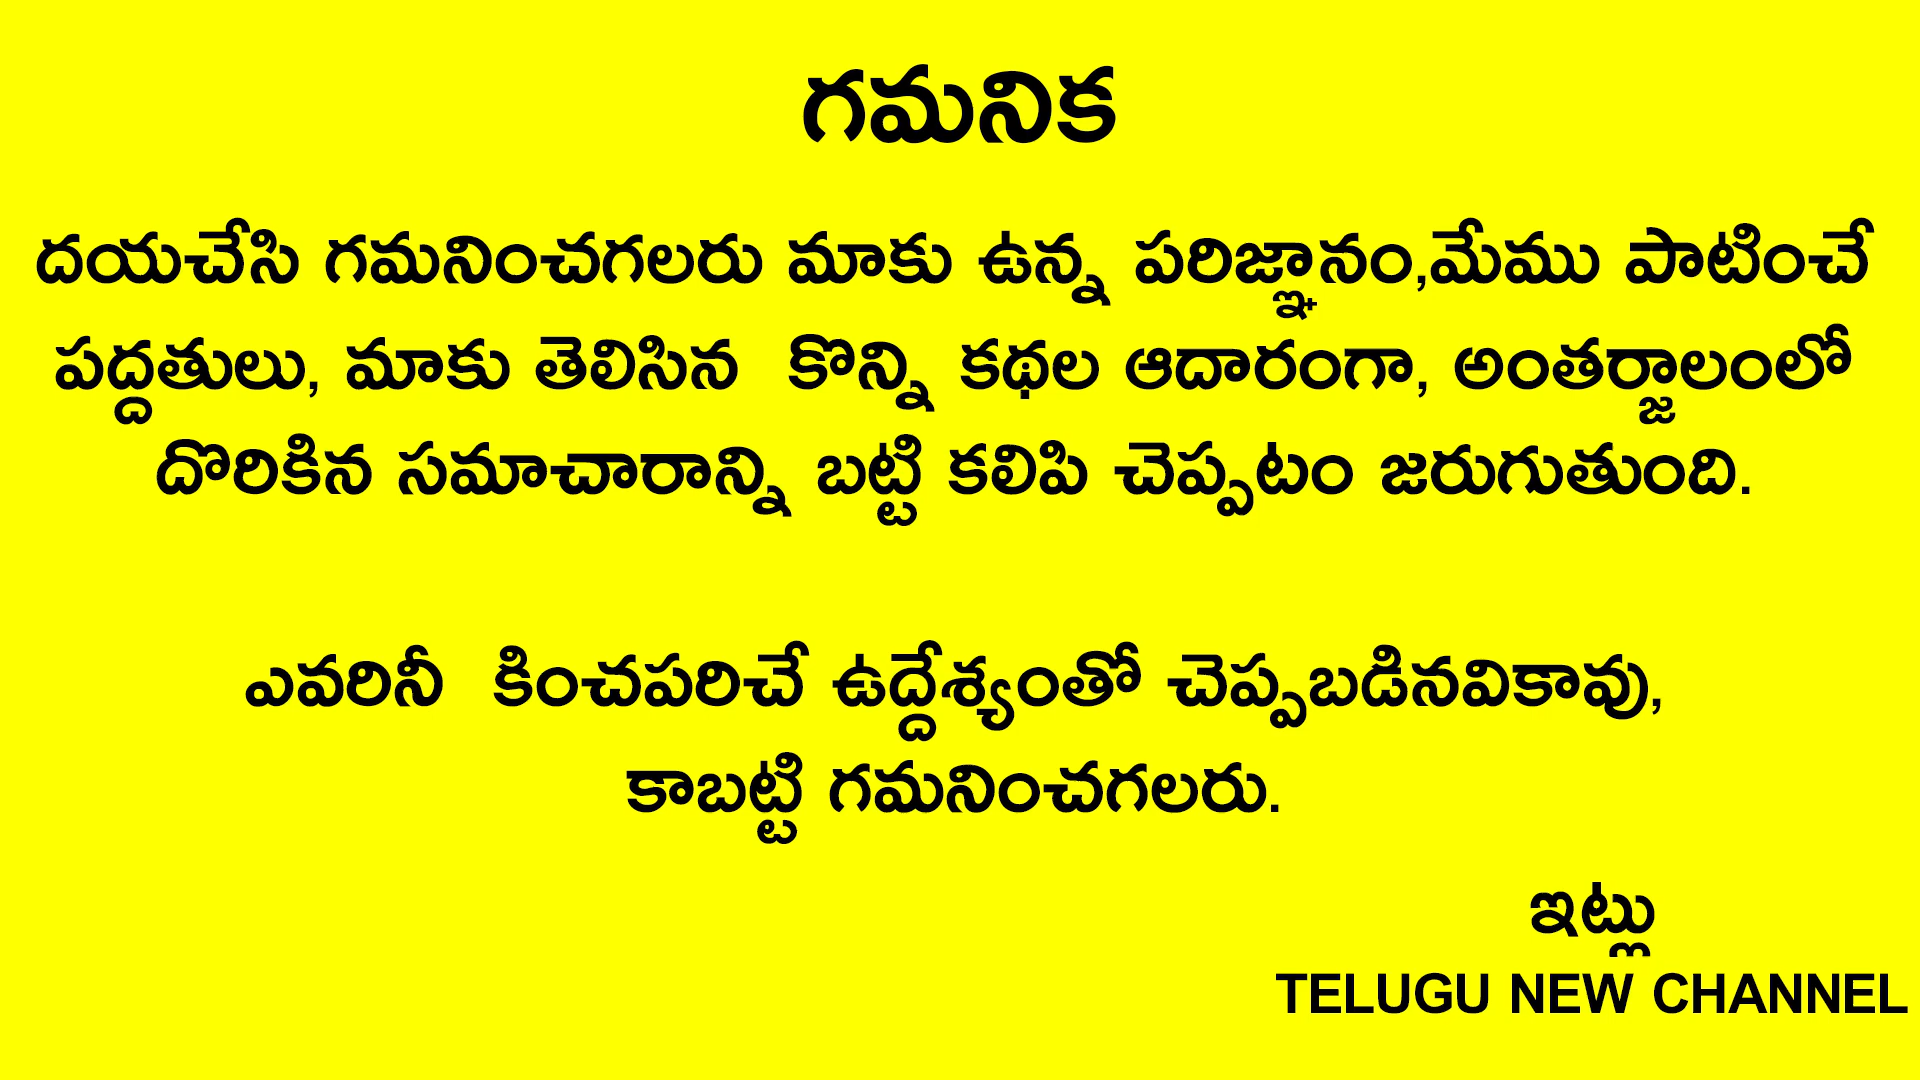 గమనిక
దయచేసి గమనించగలరు మాకు ఉన్న పరిజ్ఞానం,మేము పాటించే
పద్దతులు, మాకు తెలిసిన కొన్ని కథల ఆదారంగా, అంతర్జాలంలో
దొరికిన సమాచారాన్ని బట్టి కలిపి చెప్పటం జరుగుతుంది.
ఎవరినీ కించపరిచే ఉద్దేశ్యంతో చెప్పబడినవికావు,
కాబట్టి గమనించగలరు.
ఇట్లు
TELUGU NEW CHANNEL